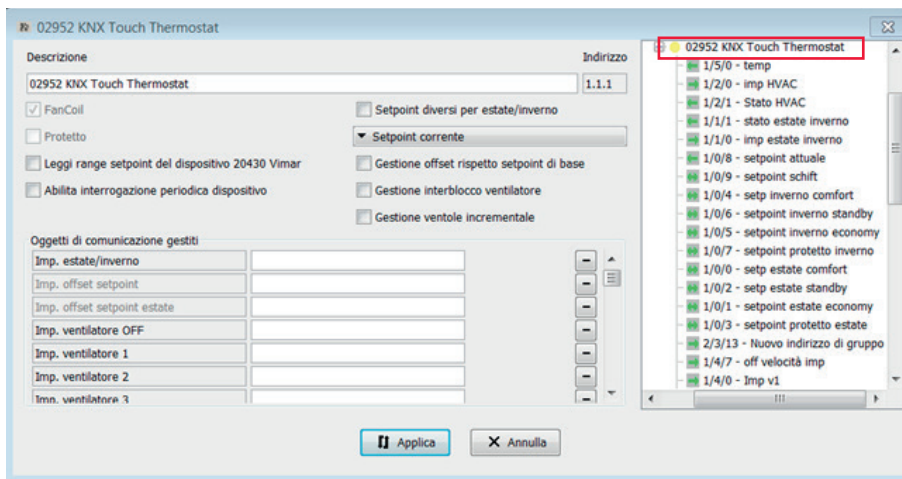 02952 KNX Touch Thermostat
Descrizione
Indirizzo
02952 KNX Touch Thermostat
1.1.1
FanCoil
Setpoint diversi per estate/inverno
Protetto
Setpoint corrente
Leggi range setpoint del dispositivo 20430 Vimar
Gestione offset rispetto setpoint di base
Abilita interrogazione periodica dispositivo
Gestione interblocco ventilatore
Gestione ventole incrementale
Oggetti di comunicazione gestiti
Imp. estate/inverno
Imp. offset setpoint
Imp. offset setpoint estate
Imp. ventilatore OFF
Imp. ventilatore 1
Imp. ventilatore 2
Imp. ventilatore 3
02952 KNX Touch Thermostat
1/5/0 - temp
1/2/0 - imp HVAC
1/2/1 - Stato HVAC
1/1/1 - stato estate inverno
1/1/0 - imp estate inverno
1/0/8 - setpoint attuale
1/0/9 - setpoint schift
1/0/4 - setp inverno comfort
1/0/6 - setpoint inverno standby
1/0/5 - setpoint inverno economy
1/0/7 - setpoint protetto inverno
1/0/0 - setp estate comfort
1/0/2 - setp estate standby
1/0/1 - setpoint estate economy
1/0/3 - setpoint protetto estate
2/3/13 - Nuovo indirizzo di gruppo
1/4/7 - off velocità imp
1/4/0 - Imp v1
Applica
Annulla